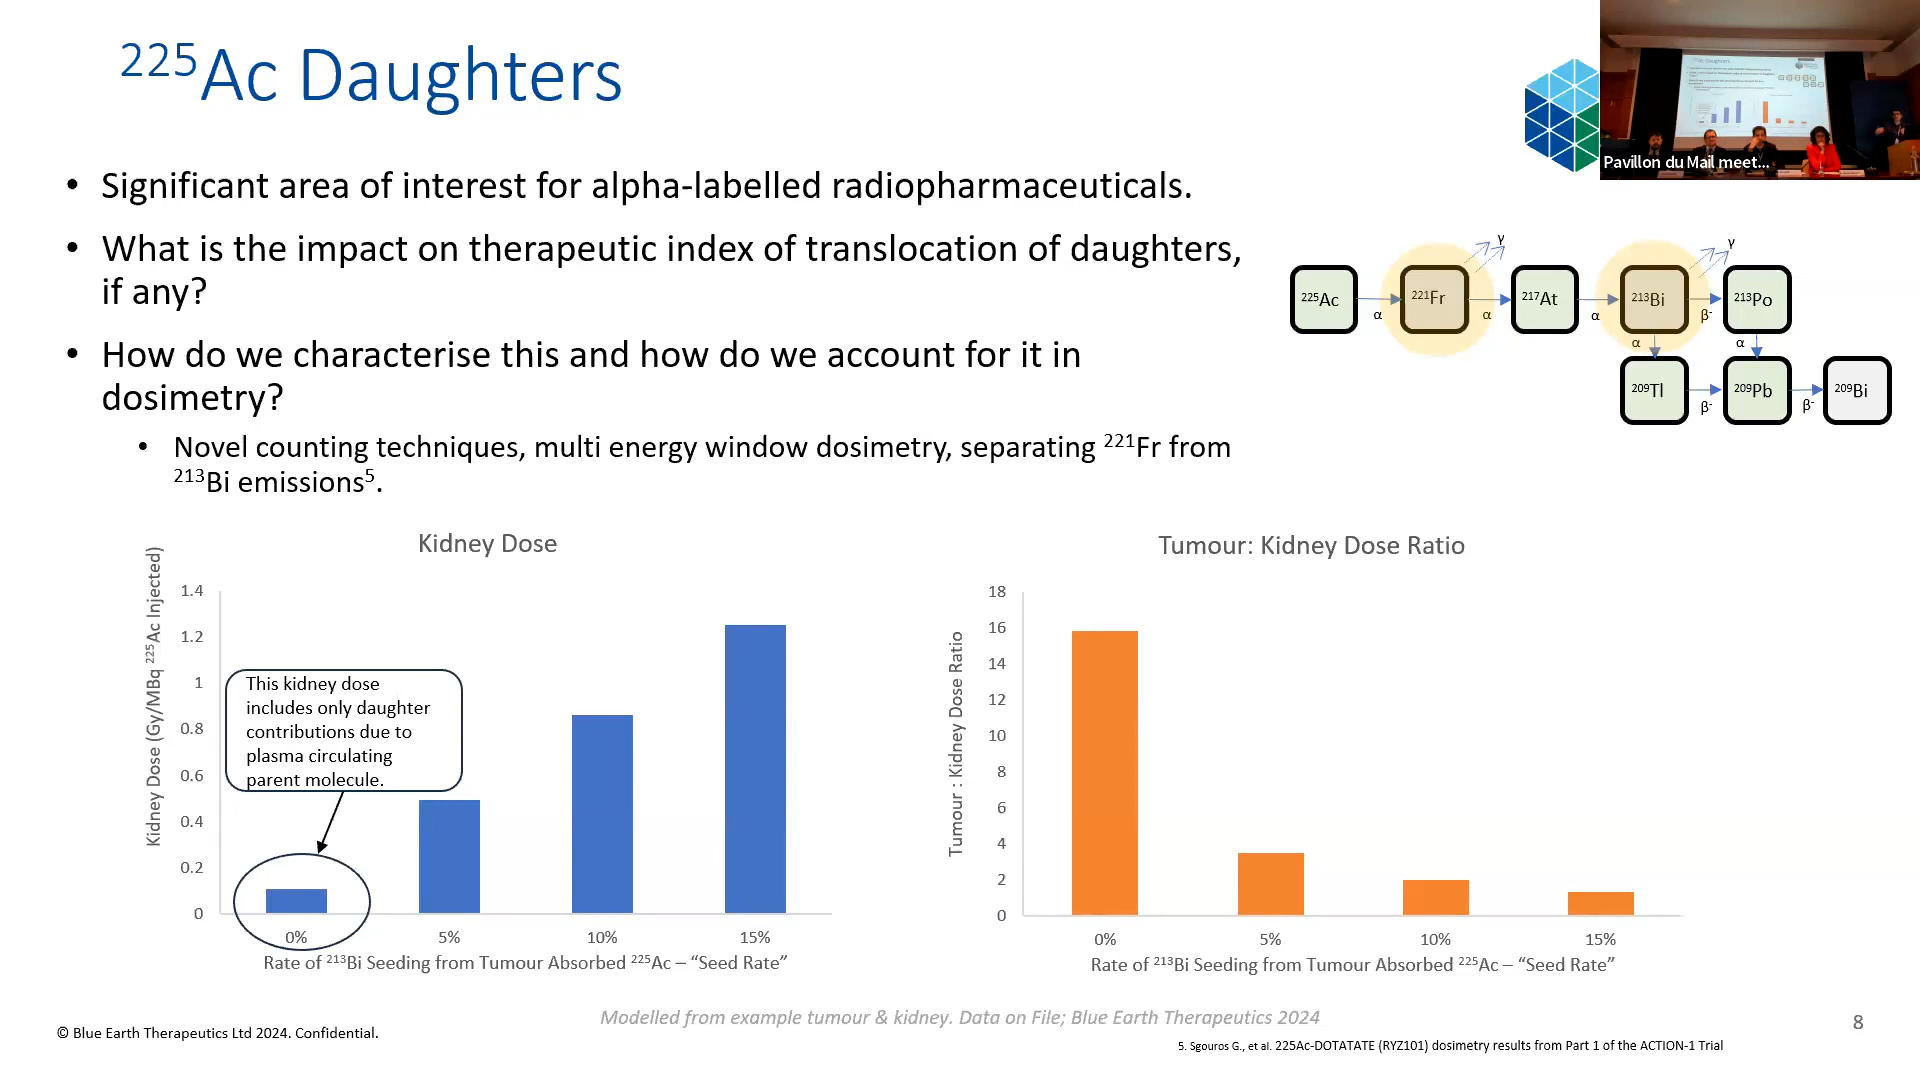 225Ac Daughters
Pavillon du Mail meet...
• Significant area of interest for alpha-labelled radiopharmaceuticals.
• What is the impact on therapeutic index of translocation of daughters,
if any?
• How do we characterise this and how do we account for it in
dosimetry?
• Novel counting techniques, multi energy window dosimetry, separating 221Fr from
213Bi emissions5.
γ γ
225Ac 221Fr 217At 213Bi 213Po
α α α β-
α α
209Tl 209Pb 209Bi
β- β-
Kidney Dose
Kidney Dose (Gy/MBq 225Ac Injected)
1.4
1.2
1
0.8
0.6
0.4
0.2
0
This kidney dose
includes only daughter
contributions due to
plasma circulating
parent molecule.
0% 5% 10% 15%
Rate of 213Bi Seeding from Tumour Absorbed 225Ac – “Seed Rate”
Tumour: Kidney Dose Ratio
Tumour : Kidney Dose Ratio
18
16
14
12
10
8
6
4
2
0
0% 5% 10% 15%
Rate of 213Bi Seeding from Tumour Absorbed 225Ac – “Seed Rate”
Modelled from example tumour & kidney. Data on File; Blue Earth Therapeutics 2024
© Blue Earth Therapeutics Ltd 2024. Confidential.
8
5. Sgouros G., et al. 225Ac-DOTATATE (RYZ101) dosimetry results from Part 1 of the ACTION-1 Trial